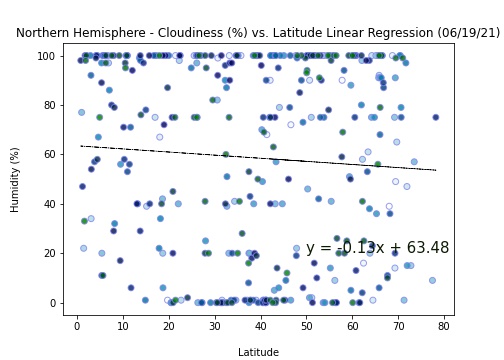 Northern Hemisphere - Cloudiness (%) vs. Latitude Linear Regression (06/19/21)
100
80
60
40
20
0
Humidity (%)
y = -0.13x + 63.48
0 10 20 30 40 50 60 70 80
Latitude